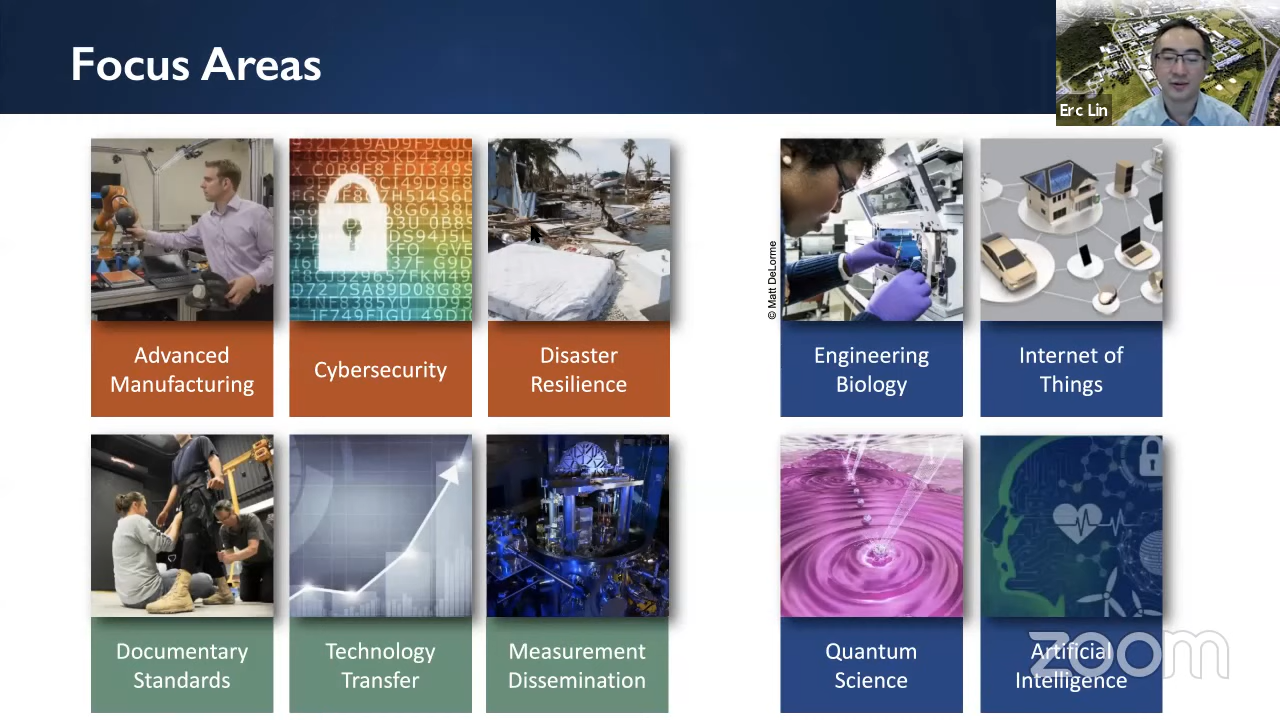 Focus Areas
Erc Lin
© Matt DeLorme
Advanced
Manufacturing
Cybersecurity
Disaster
Resilience
Engineering
Biology
Internet of
Things
Documentary
Standards
Technology
Transfer
Measurement
Dissemination
Quantum
Science
Artificial
Intelligence
zoom